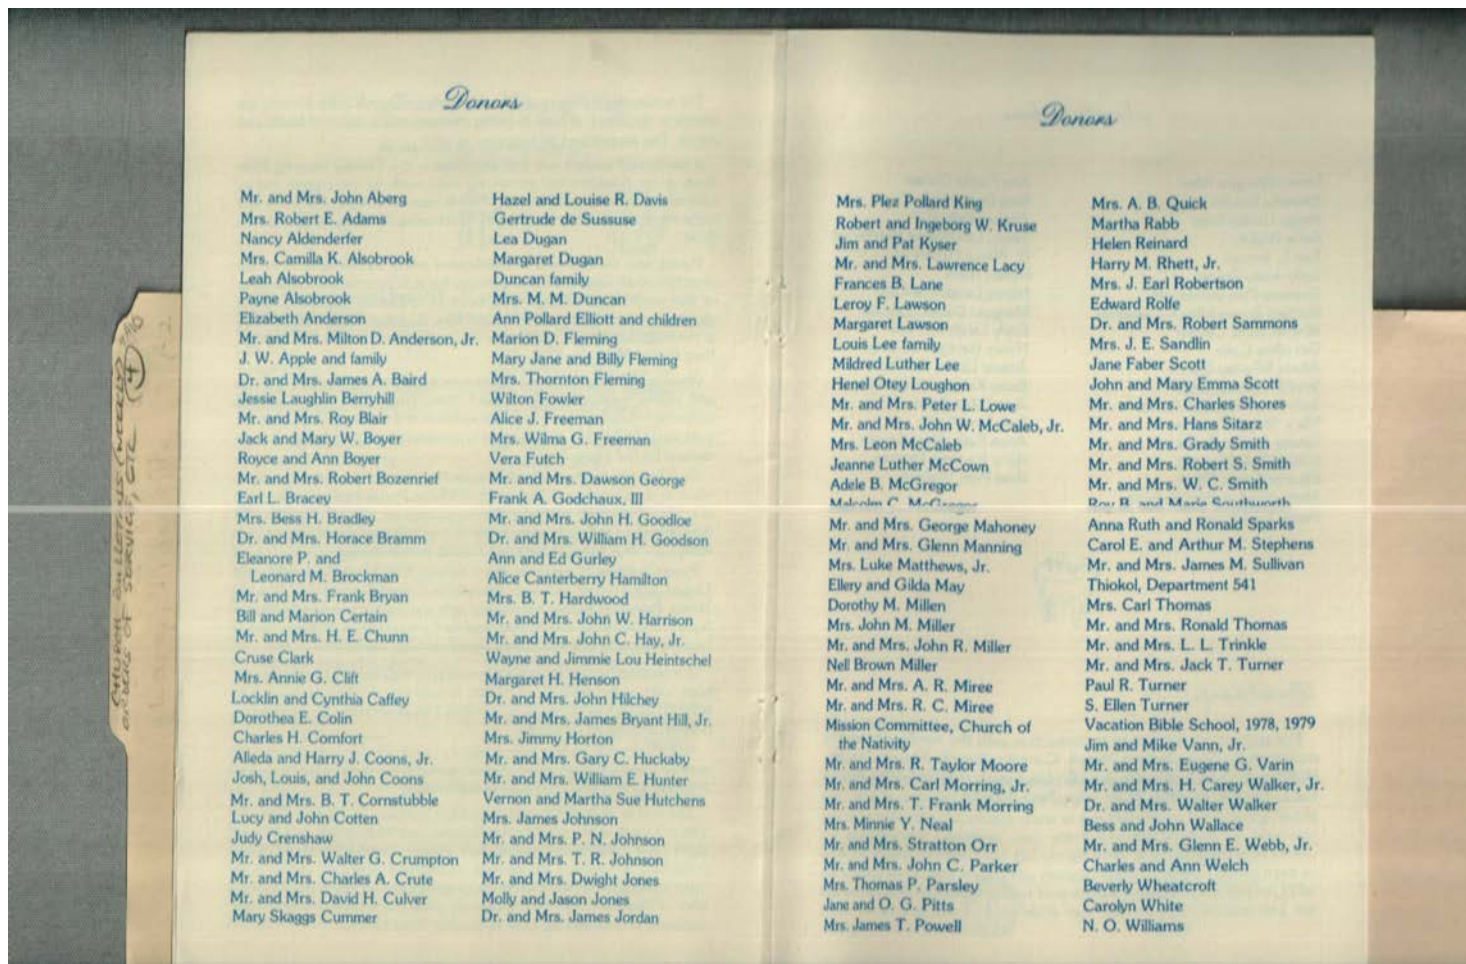 Donors
Mr. and Mrs. John Aberg
Mrs. Robert E. Adams
Nancy Aldenderfer
Mrs. Camilla K. Alsobrook
Leah Alsobrook
Payne Alsobrook
Elizabeth Anderson
Mr. and Mrs. Milton D. Anderson, Jr.
J. W. Apple and family
Dr. and Mrs. James A. Baird
Jessie Laughlin Berryhill
Mr. and Mrs. Roy Blair
Jack and Mary W. Boyer
Royce and Ann Boyer
Mr. and Mrs. Robert Bozenrief
Earl L. Bracey
Mrs. Bess H. Bradley
Dr. and Mrs. Horace Bramm
Eleanore P. and
Leonard M. Brockman
Mr. and Mrs. Frank Bryan
Bill and Marion Certain
Mr. and Mrs. H. E. Chunn
Cruse Clark
Mrs. Annie G. Clift
Locklin and Cynthia Caffey
Dorothea E. Colin
Charles H. Comfort
Alleda and Harry J. Coons, Jr.
Josh, Louis, and John Coons
Mr. and Mrs. B. T. Cornstubble
Lucy and John Cotten
Judy Crenshaw
Mr. and Mrs. Walter G. Crumpton
Mr. and Mrs. Charles A. Crute
Mr. and Mrs. David H. Culver
Mary Skaggs Cummer
Hazel and Louise R. Davis
Gertrude de Sussuse
Lea Dugan
Margaret Dugan
Duncan family
Mrs. M. M. Duncan
Ann Pollard Elliott and children
Marion D. Fleming
Mary Jane and Billy Fleming
Mrs. Thornton Fleming
Wilton Fowler
Alice J. Freeman
Mrs. Wilma G. Freeman
Vera Futch
Mr. and Mrs. Dawson George
Frank A. Godchaux, III
Mr. and Mrs. John H. Goodloe
Dr. and Mrs. William H. Goodson
Ann and Ed Gurley
Alice Canterberry Hamilton
Mrs. B. T. Hardwood
Mr. and Mrs. John W. Harrison
Mr. and Mrs. John C. Hay, Jr.
Wayne and Jimmie Lou Heintschel
Margaret H. Henson
Dr. and Mrs. John Hilchey
Mr. and Mrs. James Bryant Hill, Jr.
Mrs. Jimmy Horton
Mr. and Mrs. Gary C. Huckaby
Mr. and Mrs. William E. Hunter
Vernon and Martha Sue Hutchens
Mrs. James Johnson
Mr. and Mrs. P. N. Johnson
Mr. and Mrs. T. R. Johnson
Mr. and Mrs. Dwight Jones
Molly and Jason Jones
Dr. and Mrs. James Jordan
Donors
Mrs. Plez Pollard King
Robert and Ingeborg W. Kruse
Jim and Pat Kyser
Mr. and Mrs. Lawrence Lacy
Frances B. Lane
Leroy F. Lawson
Margaret Lawson
Louis Lee family
Mildred Luther Lee
Henel Otey Loughon
Mr. and Mrs. Peter L. Lowe
Mr. and Mrs. John W. McCaleb, Jr.
Mrs. Leon McCaleb
Jeanne Luther McCown
Adele B. McGregor
Malcolm C. McGregor
Mr. and Mrs. George Mahoney
Mr. and Mrs. Glenn Manning
Mrs. Luke Matthews, Jr.
Ellery and Gilda May
Dorothy M. Millen
Mrs. John M. Miller
Mr. and Mrs. John R. Miller
Nell Brown Miller
Mr. and Mrs. A. R. Miree
Mr. and Mrs. R. C. Miree
Mission Committee, Church of
the Nativity
Mr. and Mrs. R. Taylor Moore
Mr. and Mrs. Carl Morring, Jr.
Mr. and Mrs. T. Frank Morring
Mrs. Minnie Y. Neal
Mr. and Mrs. Stratton Orr
Mr. and Mrs. John C. Parker
Mrs. Thomas P. Parsley
Jane and O. G. Pitts
Mrs. James T. Powell
Mrs. A. B. Quick
Martha Rabb
Helen Reinard
Harry M. Rhett, Jr.
Mrs. J. Earl Robertson
Edward Rolfe
Dr. and Mrs. Robert Sammons
Mrs. J. E. Sandlin
Jane Faber Scott
John and Mary Emma Scott
Mr. and Mrs. Charles Shores
Mr. and Mrs. Hans Sitarz
Mr. and Mrs. Grady Smith
Mr. and Mrs. Robert S. Smith
Mr. and Mrs. W. C. Smith
Roy B. and Marie Southworth
Anna Ruth and Ronald Sparks
Carol E. and Arthur M. Stephens
Mr. and Mrs. James M. Sullivan
Thiokol, Department 541
Mrs. Carl Thomas
Mr. and Mrs. Ronald Thomas
Mr. and Mrs. L. L. Trinkle
Mr. and Mrs. Jack T. Turner
Paul R. Turner
S. Ellen Turner
Vacation Bible School, 1978, 1979
Jim and Mike Vann, Jr.
Mr. and Mrs. Eugene G. Varin
Mr. and Mrs. H. Carey Walker, Jr.
Dr. and Mrs. Walter Walker
Bess and John Wallace
Mr. and Mrs. Glenn E. Webb, Jr.
Charles and Ann Welch
Beverly Wheatcroft
Carolyn White
N. O. Williams
CHURCH BULLETINS (WEEKLY)
ORDERS OF SERVICE, ETC (4)